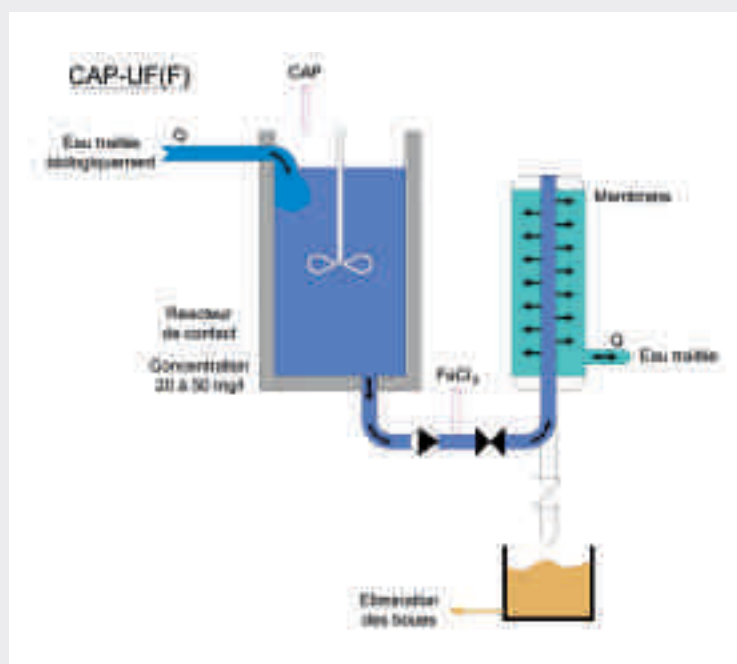 CAP-UF(F)
CAP
Q
Eau traitée
biologiquement
Membrane
Réacteur
de contact
Concentration
20 à 50 mg/l
FeCl₃
Q
Eau traitée
Elimination
des boues